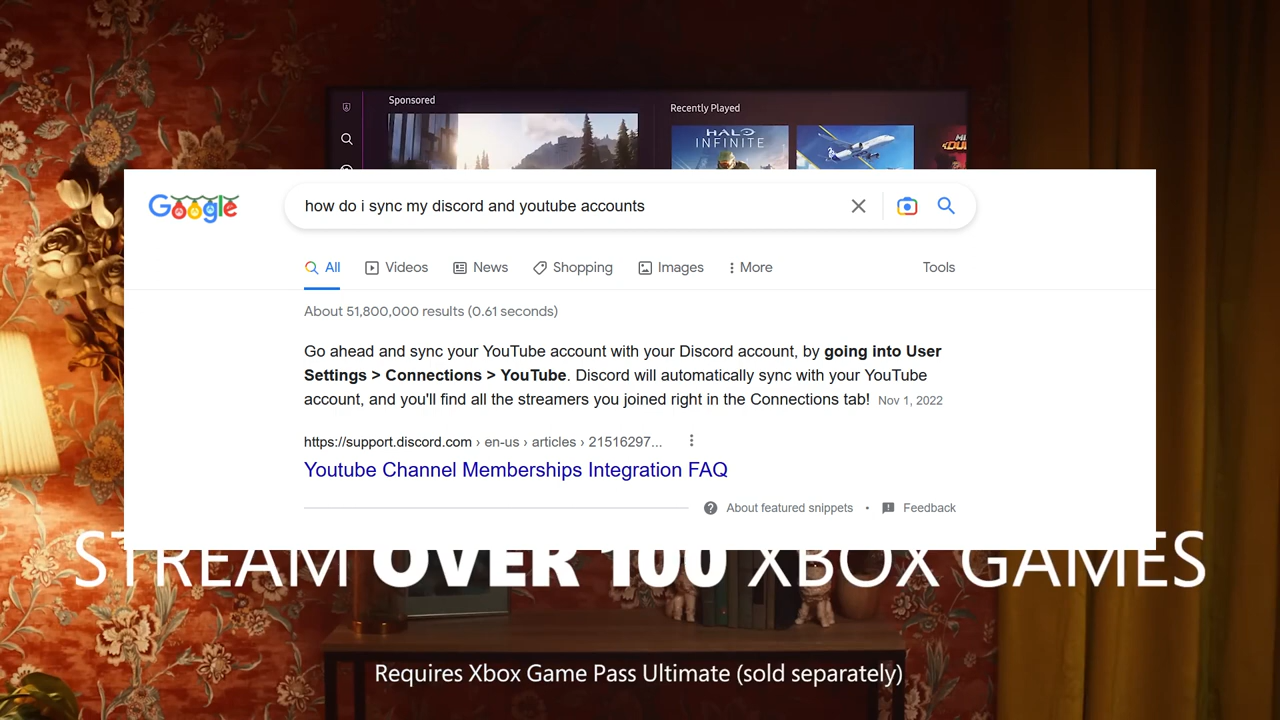 Sponsored
Recently Played
HALO
INFINITE
Google
how do i sync my discord and youtube accounts
All
Videos
News
Shopping
Images
More
Tools
About 51,800,000 results (0.61 seconds)
Go ahead and sync your YouTube account with your Discord account, by going into User
Settings > Connections > YouTube. Discord will automatically sync with your YouTube
account, and you'll find all the streamers you joined right in the Connections tab! Nov 1, 2022
https://support.discord.com › en-us › articles › 21516297...
Youtube Channel Memberships Integration FAQ
About featured snippets • Feedback
STREAM OVER 100 XBOX GAMES
Requires Xbox Game Pass Ultimate (sold separately)